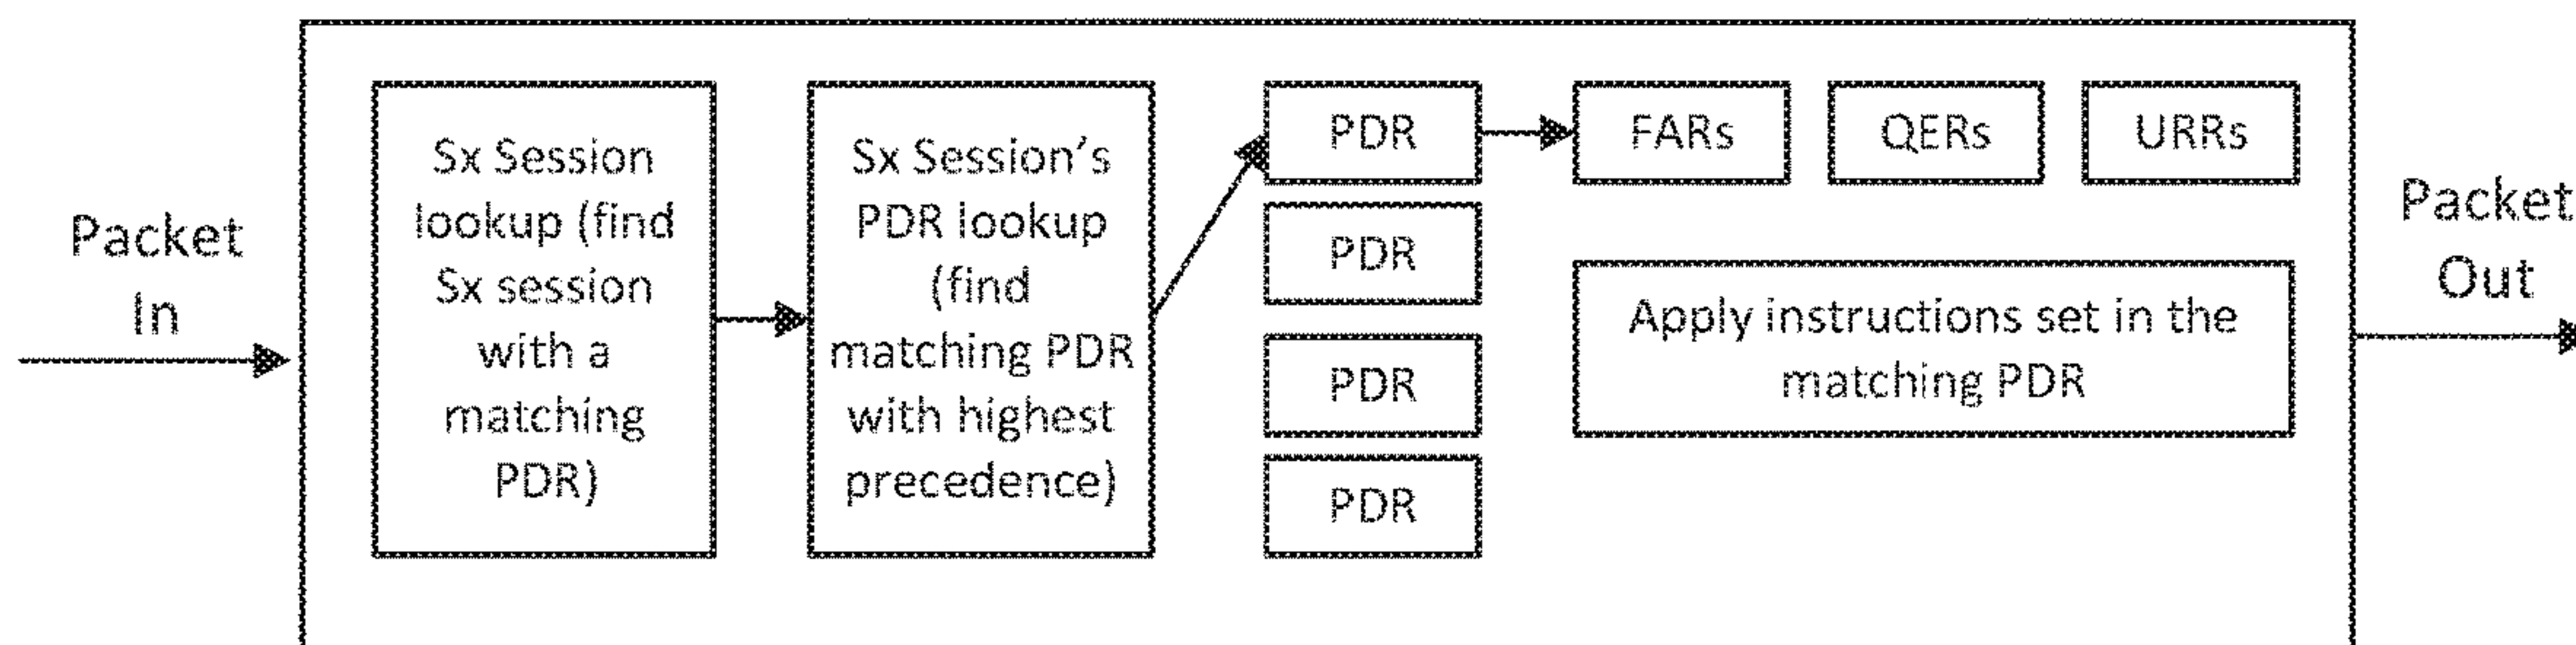 Packet
In
Sx Session
lookup (find
Sx session
with a
matching
PDR)
Sx Session's
PDR lookup
(find
matching PDR
with highest
precedence)
PDR
PDR
PDR
PDR
FARs
QERs
URRs
Apply instructions set in the
matching PDR
Packet
Out